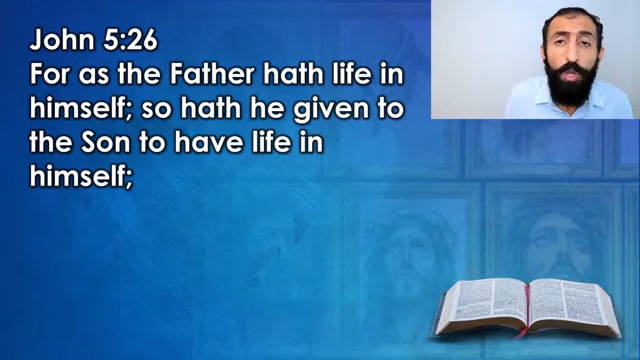 John 5:26
For as the Father hath life in
himself; so hath he given to
the Son to have life in
himself;